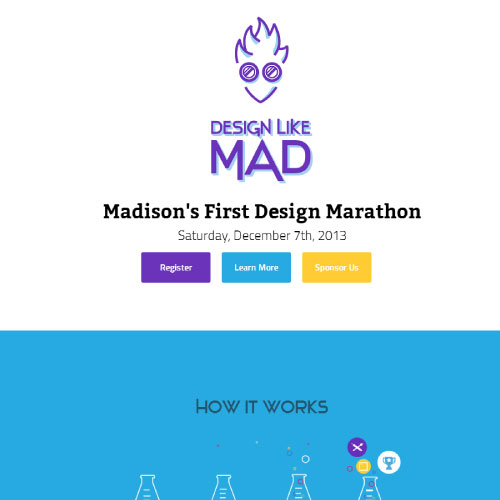 DESIGN LIKE
MAD
Madison's First Design Marathon
Saturday, December 7th, 2013
Register Learn More Sponsor Us
HOW IT WORKS